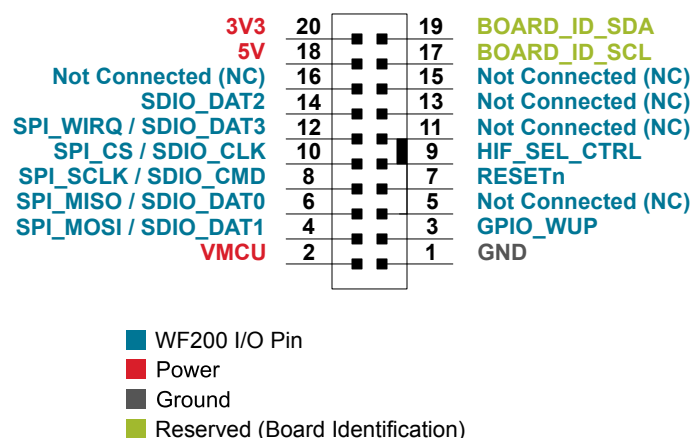 3V3 20 19 BOARD_ID_SDA
5V 18 17 BOARD_ID_SCL
Not Connected (NC) 16 15 Not Connected (NC)
SDIO_DAT2 14 13 Not Connected (NC)
SPI_WIRQ / SDIO_DAT3 12 11 Not Connected (NC)
SPI_CS / SDIO_CLK 10 9 HIF_SEL_CTRL
SPI_SCLK / SDIO_CMD 8 7 RESETn
SPI_MISO / SDIO_DAT0 6 5 Not Connected (NC)
SPI_MOSI / SDIO_DAT1 4 3 GPIO_WUP
VMCU 2 1 GND
WF200 I/O Pin
Power
Ground
Reserved (Board Identification)